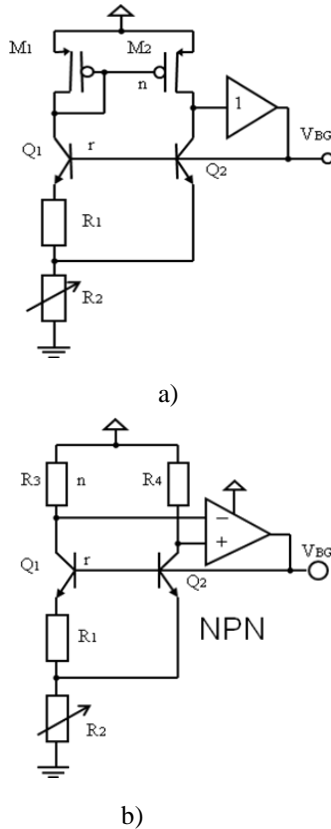 M1 M2
n 1
VBG
Q1 r Q2
R1
R2
a)
R3 n R4
−
+
VBG
Q1 r Q2
NPN
R1
R2
b)